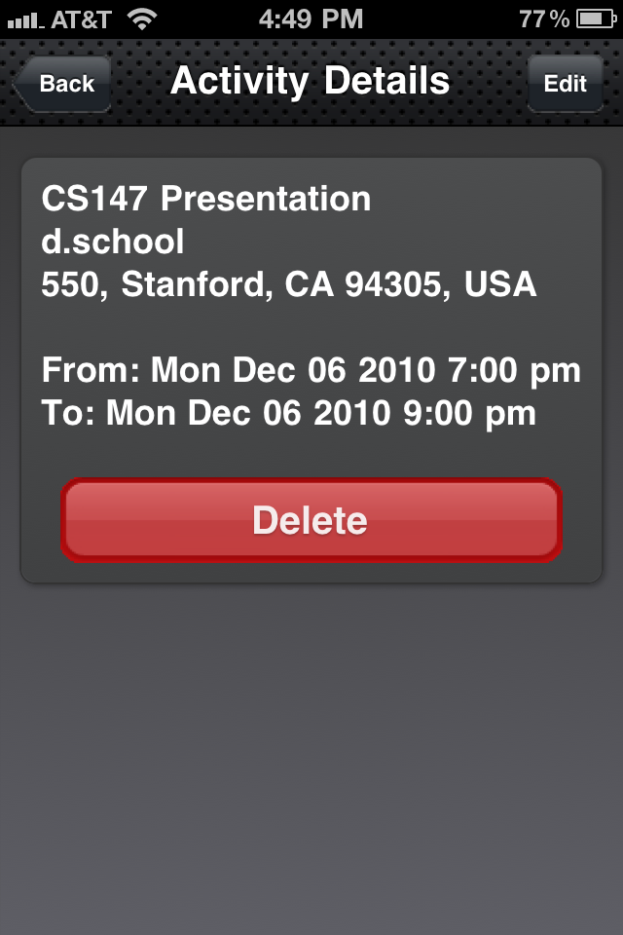 AT&T 4:49 PM 77%
Back Activity Details Edit
CS147 Presentation
d.school
550, Stanford, CA 94305, USA
From: Mon Dec 06 2010 7:00 pm
To: Mon Dec 06 2010 9:00 pm
Delete